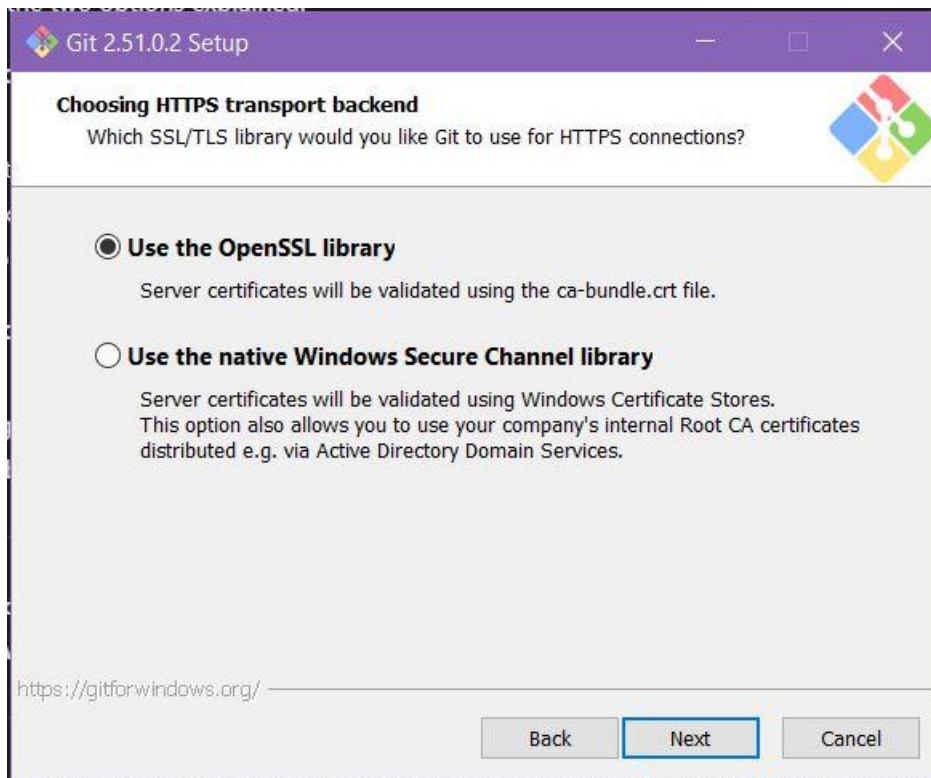 the two options explained.
Git 2.51.0.2 Setup
Choosing HTTPS transport backend
Which SSL/TLS library would you like Git to use for HTTPS connections?
Use the OpenSSL library
Server certificates will be validated using the ca-bundle.crt file.
Use the native Windows Secure Channel library
Server certificates will be validated using Windows Certificate Stores.
This option also allows you to use your company's internal Root CA certificates
distributed e.g. via Active Directory Domain Services.
https://gitforwindows.org/
Back Next Cancel